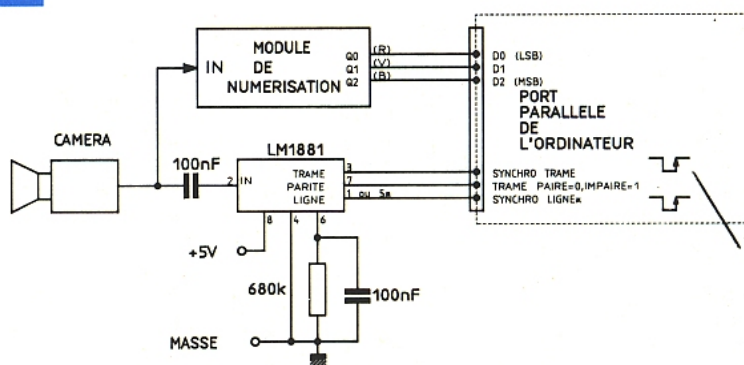 MODULE
DE
NUMERISATION
IN
Q0
Q1
Q2
(R)
(V)
(B)
D0 (LSB)
D1
D2 (MSB)
PORT
PARALLELE
DE
L'ORDINATEUR
CAMERA
100nF
LM1881
2
IN
TRAME
PARITE
LIGNE
3
7
1 ou 5*
SYNCHRO TRAME
TRAME PAIRE=0,IMPAIRE=1
SYNCHRO LIGNE*
8
4
6
+5V
680k
100nF
MASSE